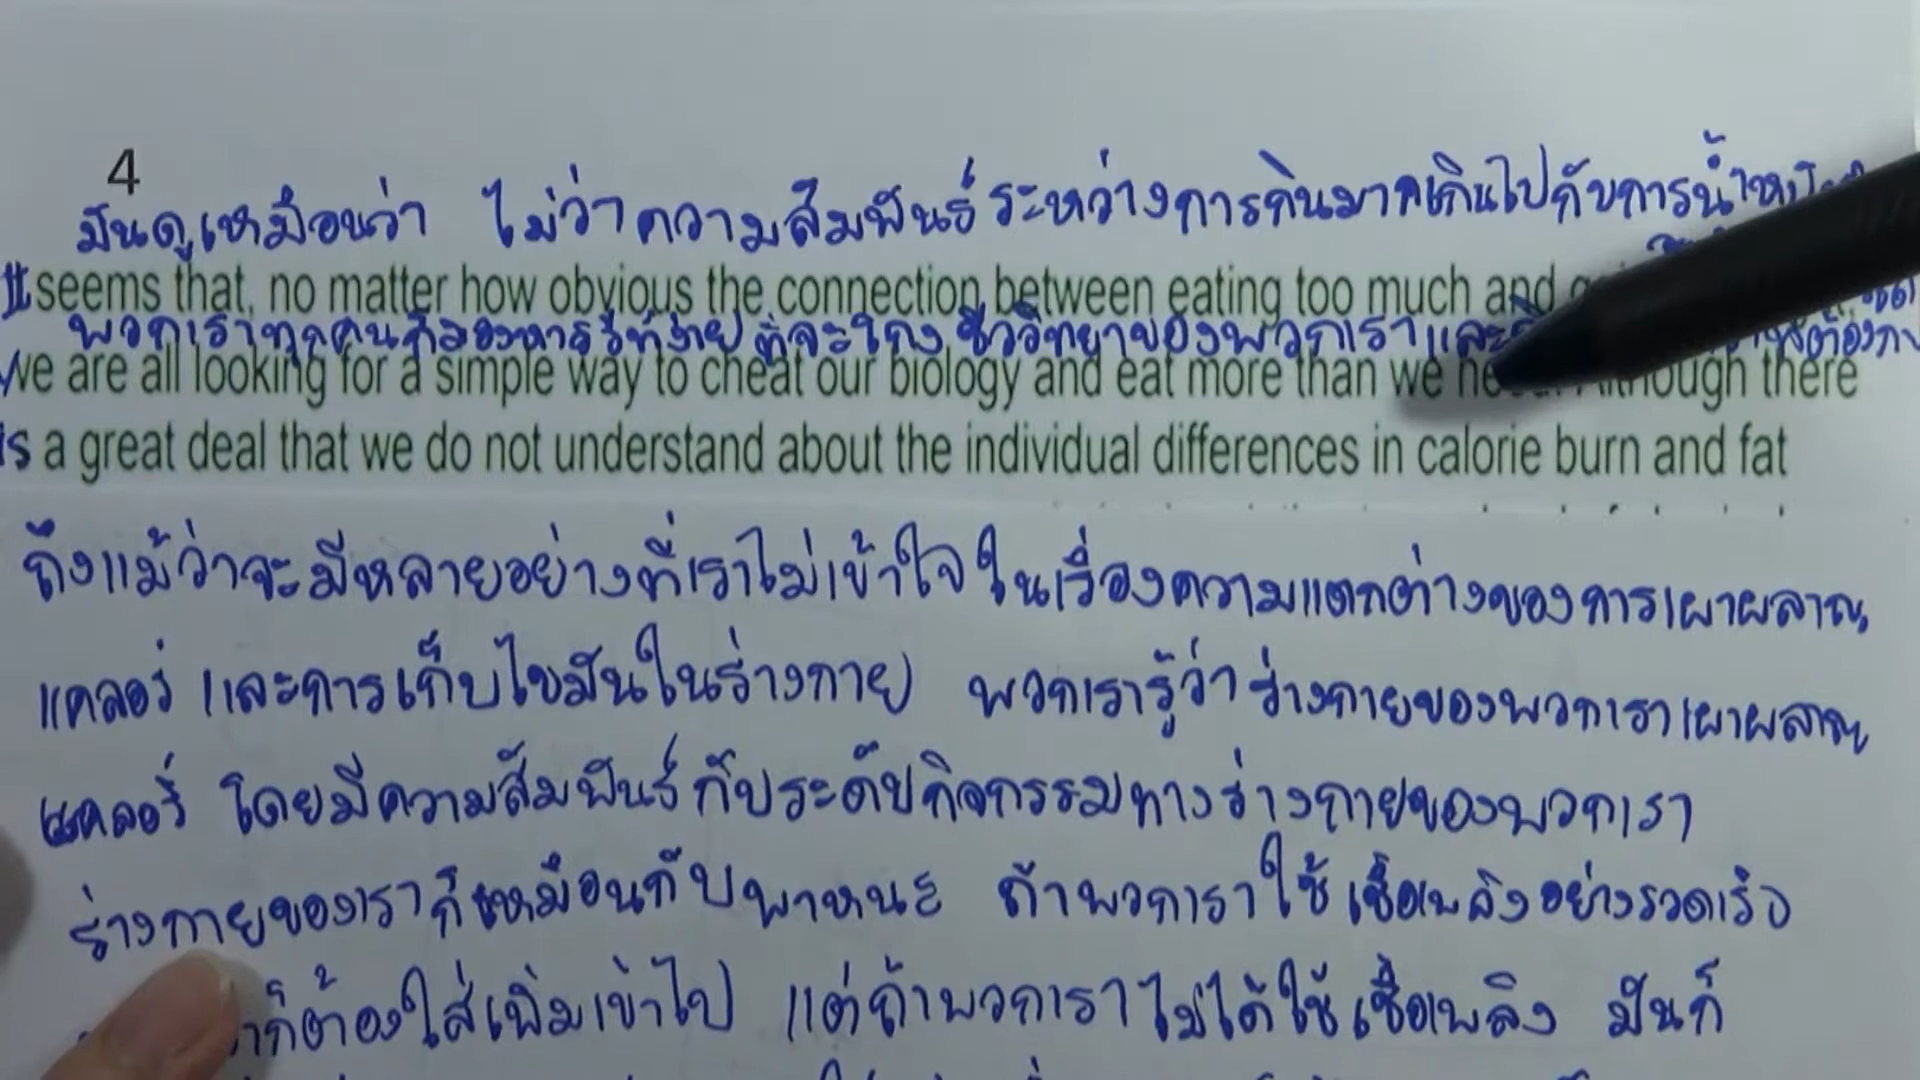 4
มันดูเหมือนว่า ไม่ว่าความสัมพันธ์ระหว่างการกินมากเกินไปกับการน้ำหนัก
It seems that, no matter how obvious the connection between eating too much and
พวกเราทุกคนก็มองหาวิธีที่ง่าย ที่จะโกงชีววิทยาของพวกเราและ
we are all looking for a simple way to cheat our biology and eat more than we need. Although there
is a great deal that we do not understand about the individual differences in calorie burn and fat
ถึงแม้ว่าจะมีหลายอย่างที่เราไม่เข้าใจ ในเรื่องความแตกต่างของการเผาผลาญ
แคลอรี่ และการเก็บไขมันในร่างกาย พวกเรารู้ว่า ร่างกายของพวกเราเผาผลาญ
แคลอรี่ โดยมีความสัมพันธ์กับระดับกิจกรรมทางร่างกายของพวกเรา
ร่างกายของเราก็เหมือนกับพาหนะ ถ้าพวกเราใช้เชื้อเพลิงอย่างรวดเร็ว
ก็ต้องใส่เพิ่มเข้าไป แต่ถ้าพวกเราไม่ได้ใช้เชื้อเพลิง มันก็